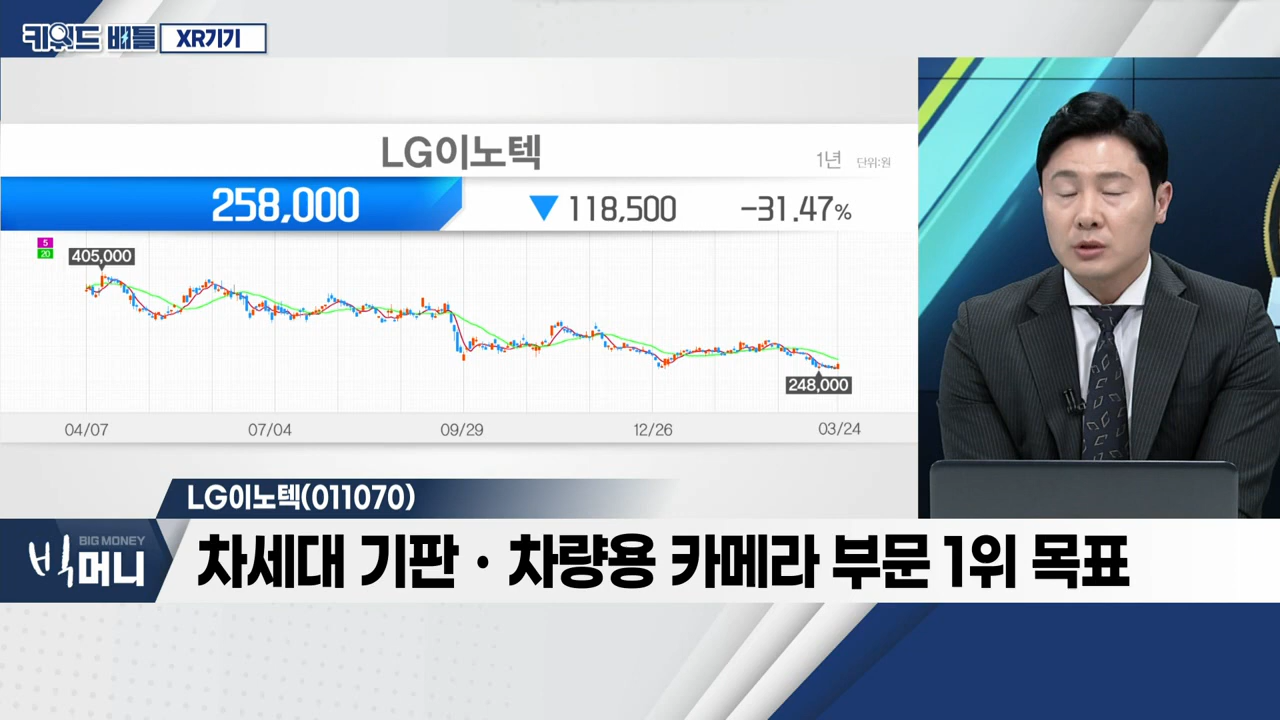 키워드 배틀 XR기기
LG이노텍
1년 단위:원
258,000 ▼118,500 -31.47%
5
20
405,000
248,000
04/07 07/04 09/29 12/26 03/24
LG이노텍(011070)
BIG MONEY
빅머니
차세대 기판·차량용 카메라 부문 1위 목표